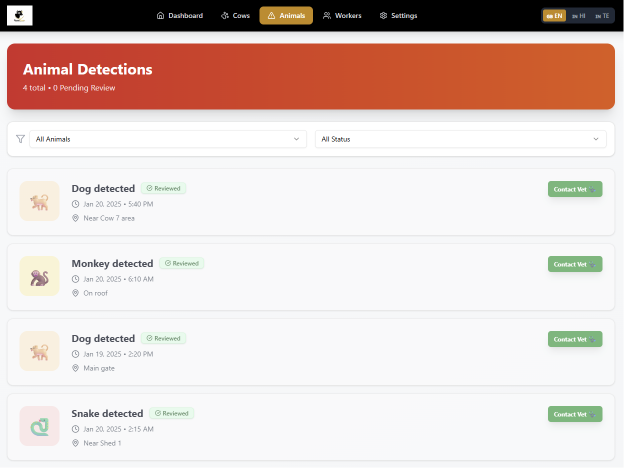 Dashboard
Cows
Animals
Workers
Settings
EN
IN HI
IN TE
Animal Detections
4 total • 0 Pending Review
All Animals
All Status
Dog detected
Reviewed
Jan 20, 2025 • 5:40 PM
Near Cow 7 area
Contact Vet
Monkey detected
Reviewed
Jan 20, 2025 • 6:10 AM
On roof
Contact Vet
Dog detected
Reviewed
Jan 19, 2025 • 2:20 PM
Main gate
Contact Vet
Snake detected
Reviewed
Jan 20, 2025 • 2:15 AM
Near Shed 1
Contact Vet